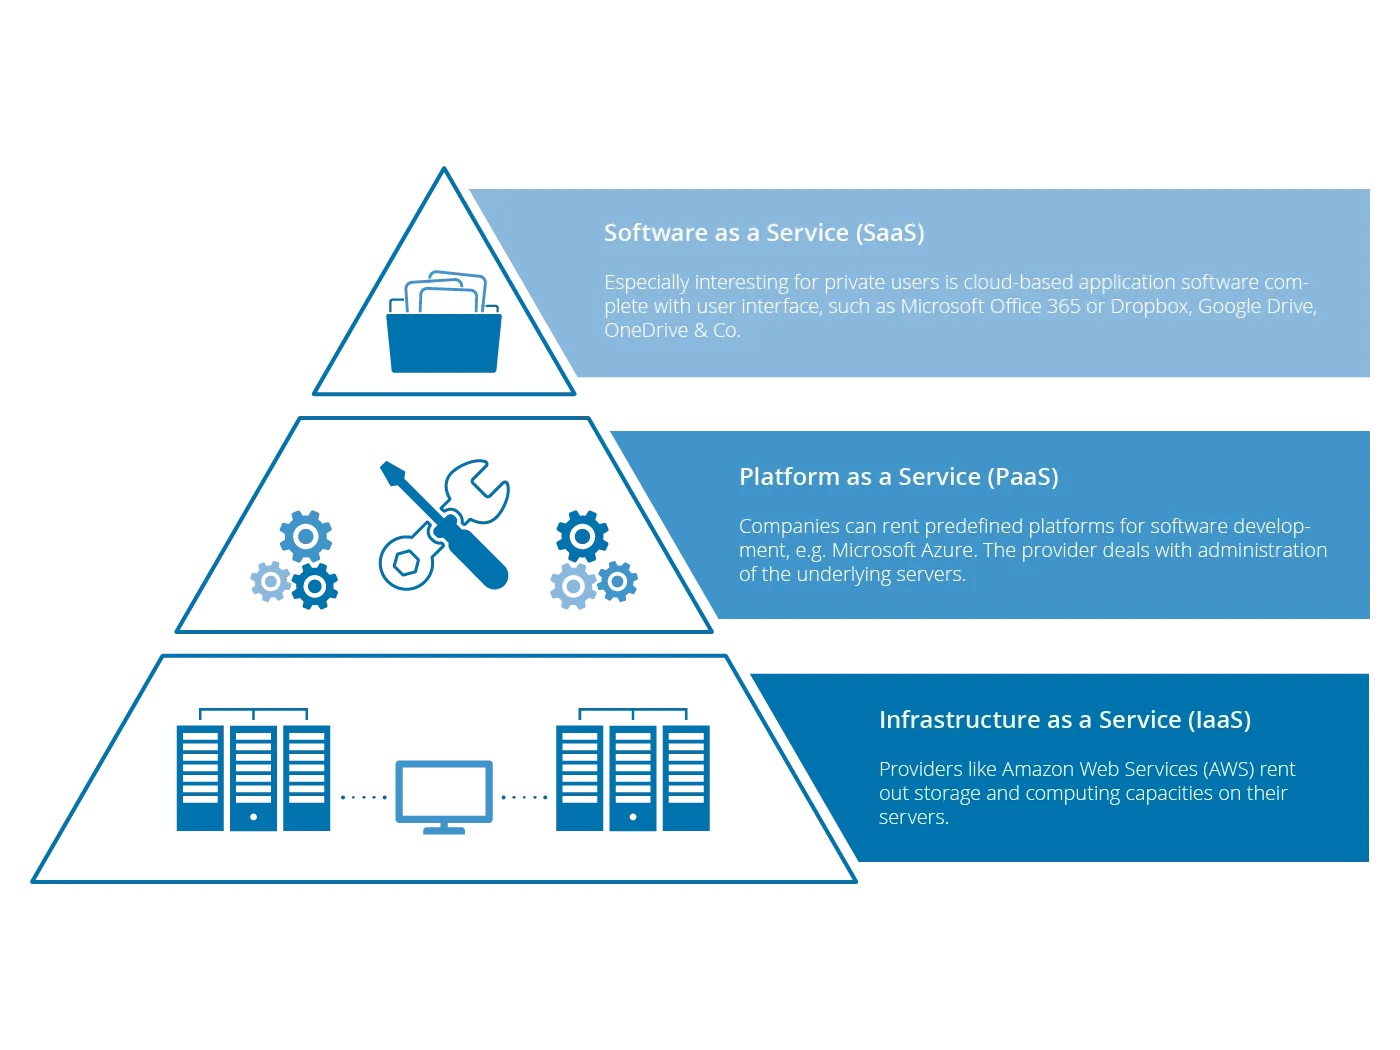 Software as a Service (SaaS)
Especially interesting for private users is cloud-based application software com-
plete with user interface, such as Microsoft Office 365 or Dropbox, Google Drive,
OneDrive & Co.
Platform as a Service (PaaS)
Companies can rent predefined platforms for software develop-
ment, e.g. Microsoft Azure. The provider deals with administration
of the underlying servers.
Infrastructure as a Service (IaaS)
Providers like Amazon Web Services (AWS) rent
out storage and computing capacities on their
servers.